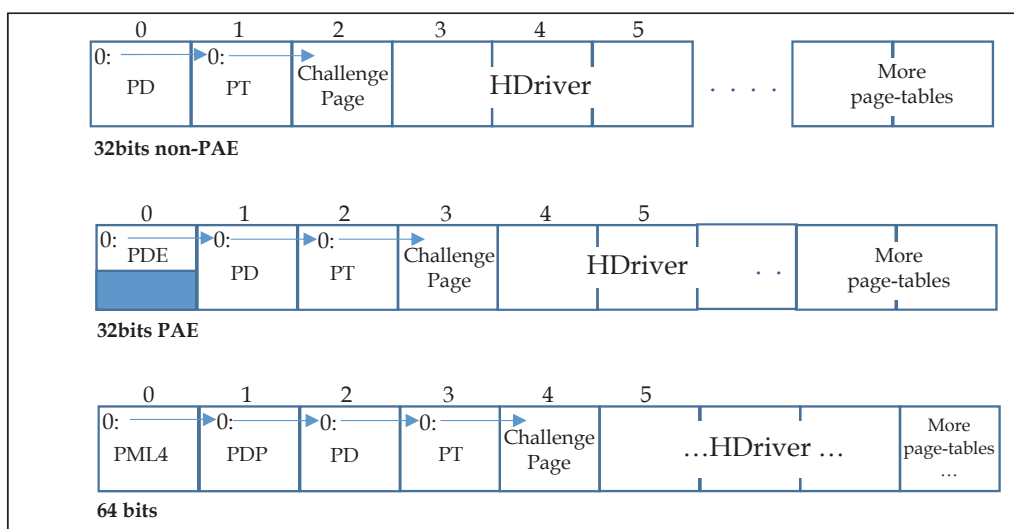 0 1 2 3 4 5
0: 0:
PD PT Challenge Page HDriver . . . . More page-tables
32bits non-PAE
0 1 2 3 4 5
0: 0: 0:
PDE PD PT Challenge Page HDriver . . More page-tables
32bits PAE
0 1 2 3 4 5
0: 0: 0: 0:
PML4 PDP PD PT Challenge Page ...HDriver ... More page-tables ...
64 bits